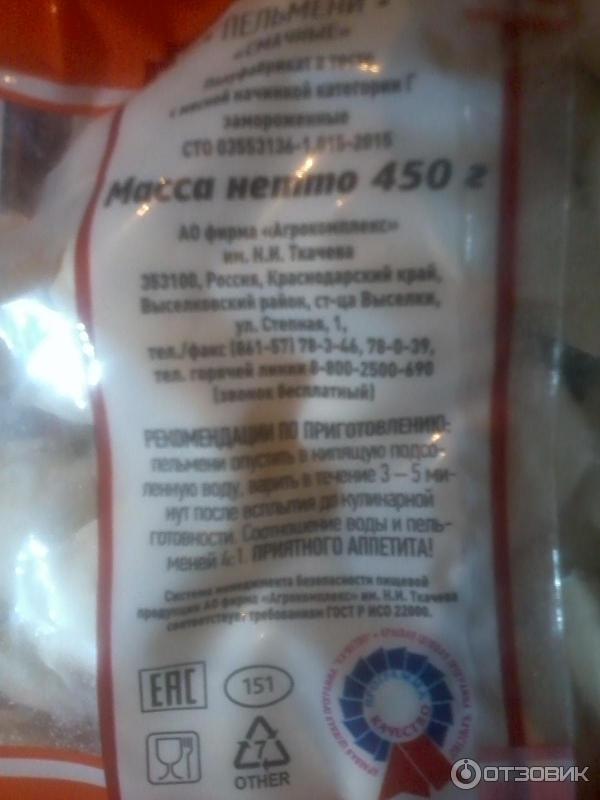 ПЕЛЬМЕНИ -
«СМАЧНЫЕ»
Полуфабрикат в тесте
с мясной начинкой категории Г
замороженные
СТО 03553136-1.015-2015
Масса нетто 450 г
АО фирма «Агрокомплекс»
им. Н.И. Ткачева
353100, Россия, Краснодарский край,
Выселковский район, ст-ца Выселки,
ул. Степная, 1,
тел./факс (861-57) 78-3-46, 78-0-39,
тел. горячей линии 8-800-2500-690
(звонок бесплатный)
РЕКОМЕНДАЦИИ ПО ПРИГОТОВЛЕНИЮ:
пельмени опустить в кипящую подсо-
ленную воду, варить в течение 3 – 5 ми-
нут после всплытия до кулинарной
готовности. Соотношение воды и пель-
меней 4:1. ПРИЯТНОГО АППЕТИТА!
Система менеджмента безопасности пищевой
продукции АО фирма «Агрокомплекс» им. Н.И. Ткачева
соответствует требованиям ГОСТ Р ИСО 22000.
ЕАС
151
7
OTHER
КАЧЕСТВО
ОТЗОВИК